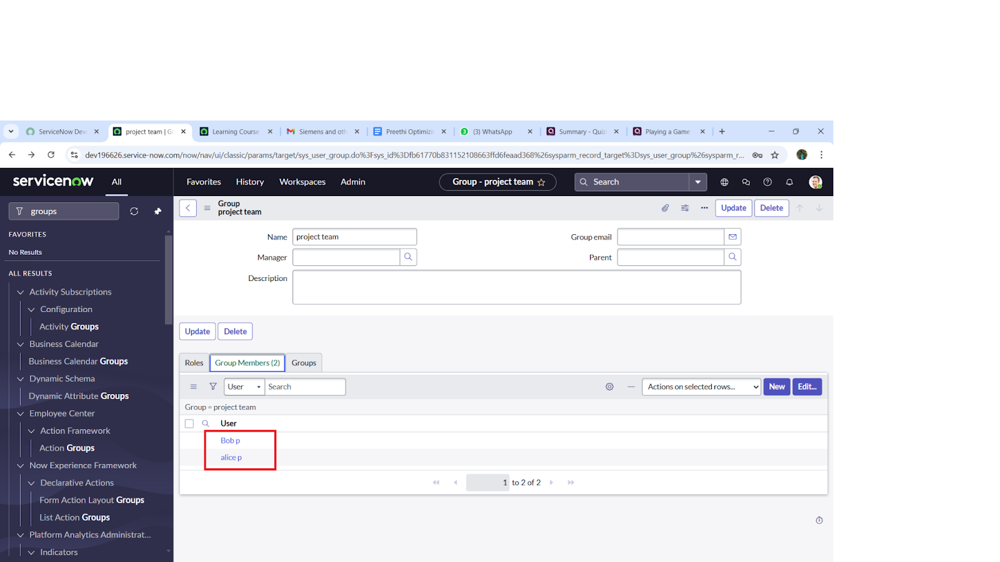 ServiceNow Dev
project team | G
Learning Course
Siemens and oth
Preethi Optimizi
(3) WhatsApp
Summary - Quiz
Playing a Game
dev196626.service-now.com/now/nav/ui/classic/params/target/sys_user_group.do%3Fsys_id%3Dfb61770b831152108663ffd6feaad368%26sysparm_record_target%3Dsys_user_group%26sysparm_r...
servicenow
All
Favorites
History
Workspaces
Admin
Group - project team
Search
groups
FAVORITES
No Results
ALL RESULTS
Activity Subscriptions
Configuration
Activity Groups
Business Calendar
Business Calendar Groups
Dynamic Schema
Dynamic Attribute Groups
Employee Center
Action Framework
Action Groups
Now Experience Framework
Declarative Actions
Form Action Layout Groups
List Action Groups
Platform Analytics Administrat...
Indicators
Group
project team
Update
Delete
Name
project team
Group email
Manager
Parent
Description
Update
Delete
Roles
Group Members (2)
Groups
User
Search
Actions on selected rows...
New
Edit...
Group = project team
User
Bob p
alice p
1 to 2 of 2